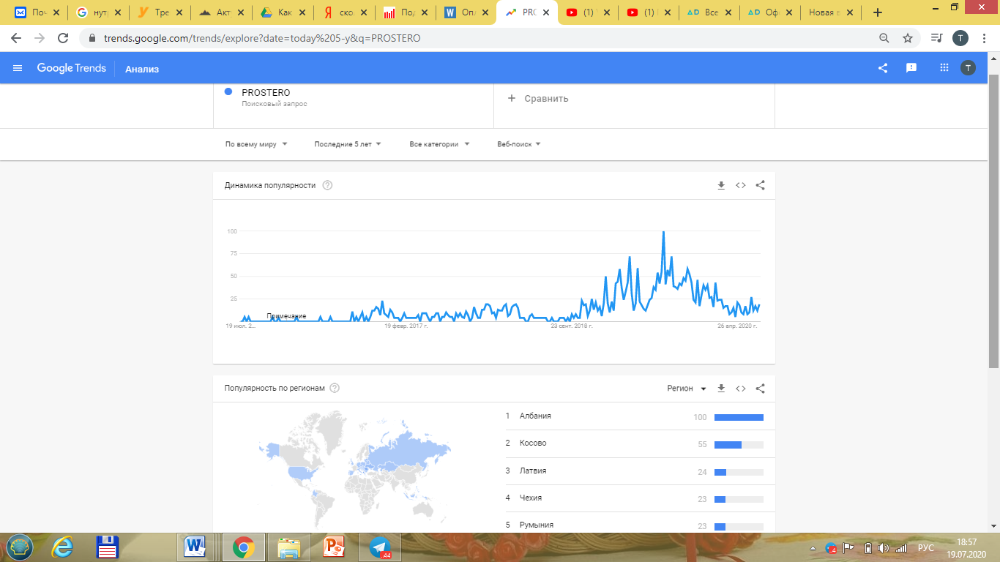 Поч
нут
Тре
Акт
Как
ско
Под
Опл
PRO
(1)
(1)
Все
Оф
Новая в
trends.google.com/trends/explore?date=today%205-y&q=PROSTERO
T
Google Trends
Анализ
T
PROSTERO
Поисковый запрос
+ Сравнить
По всему миру
Последние 5 лет
Все категории
Веб-поиск
Динамика популярности
100
75
50
25
Примечание
19 июл. 2...
19 февр. 2017 г.
23 сент. 2018 г.
26 апр. 2020 г.
Популярность по регионам
Регион
1 Албания 100
2 Косово 55
3 Латвия 24
4 Чехия 23
5 Румыния 23
44
4
РУС
18:57
19.07.2020